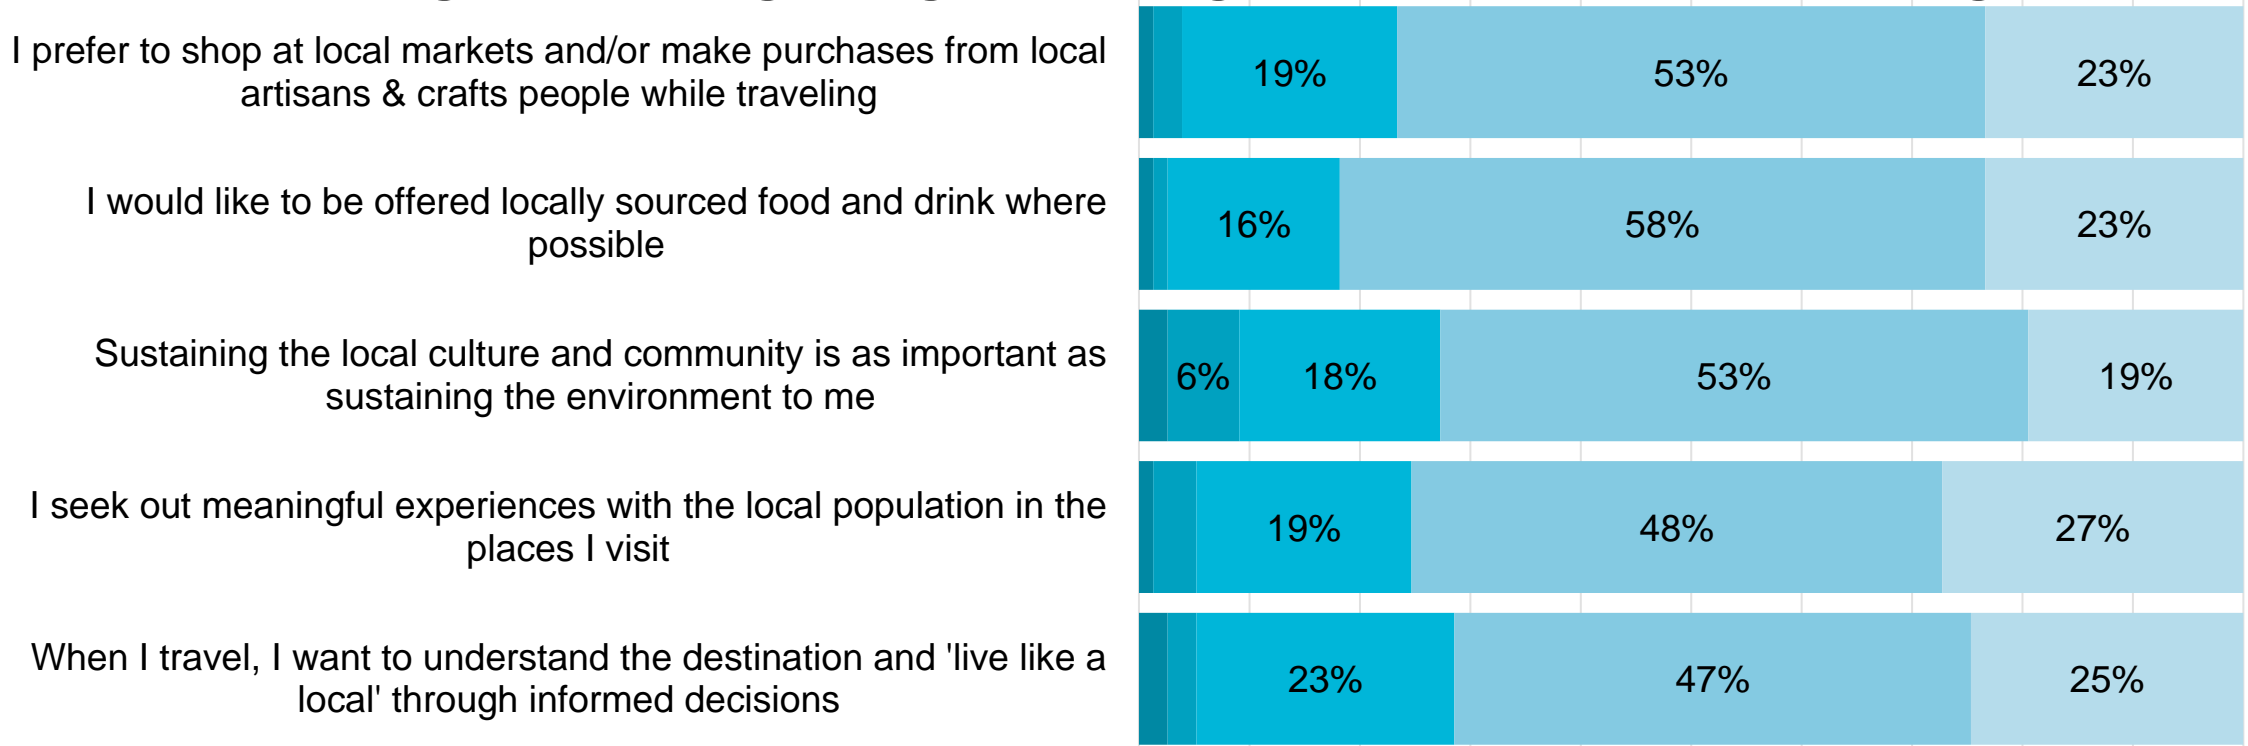 I prefer to shop at local markets and/or make purchases from local
artisans & crafts people while traveling
19% 53% 23%
I would like to be offered locally sourced food and drink where
possible
16% 58% 23%
Sustaining the local culture and community is as important as
sustaining the environment to me
6% 18% 53% 19%
I seek out meaningful experiences with the local population in the
places I visit
19% 48% 27%
When I travel, I want to understand the destination and 'live like a
local' through informed decisions
23% 47% 25%